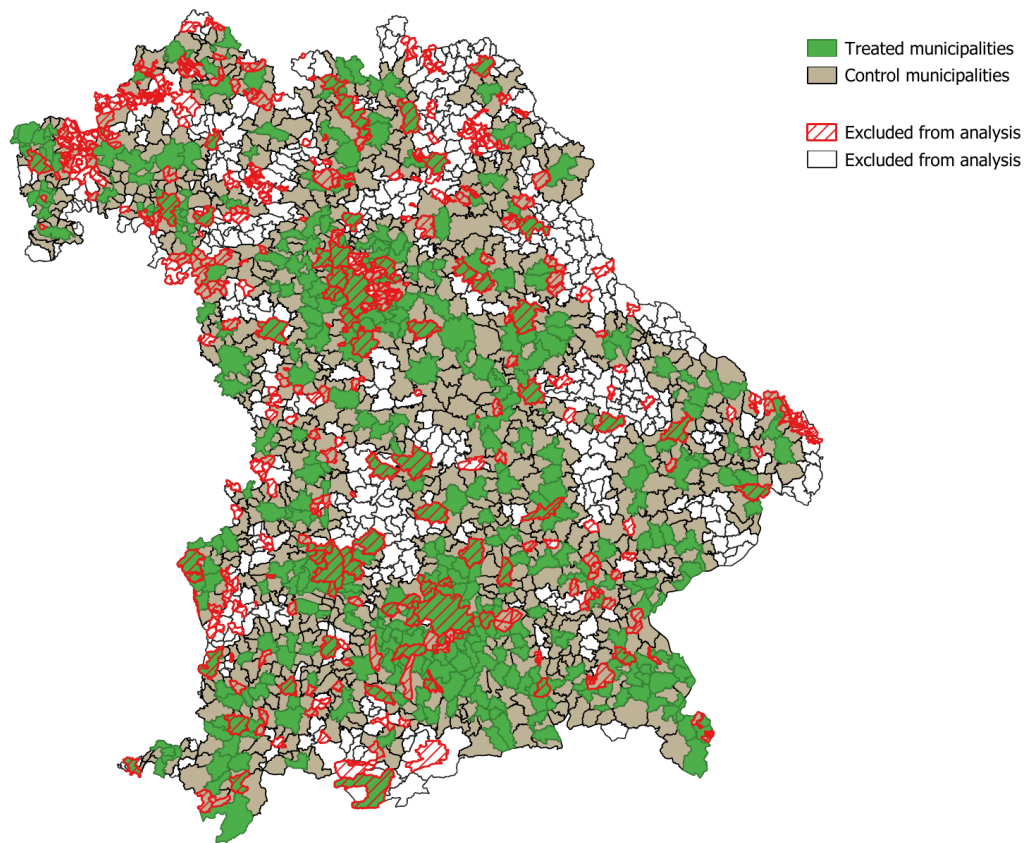 Treated municipalities
Control municipalities
Excluded from analysis
Excluded from analysis